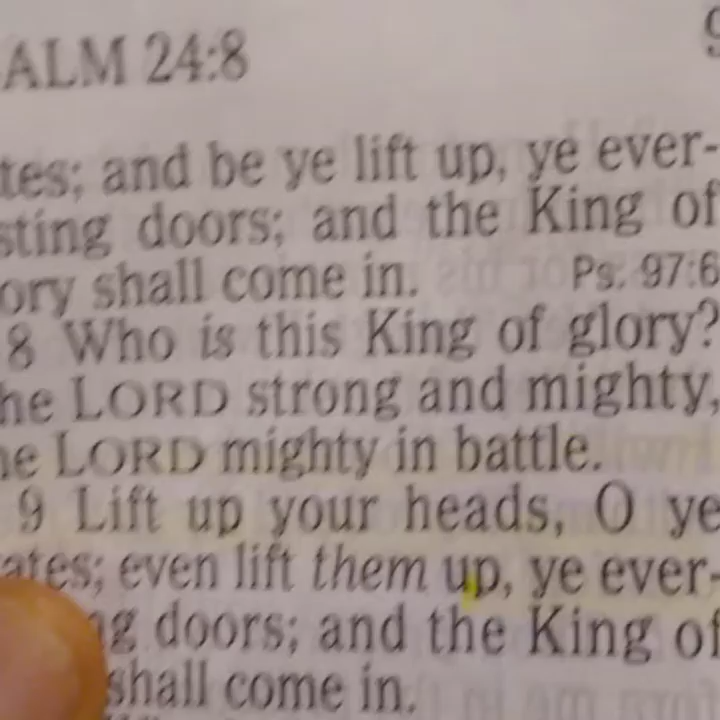 ALM 24:8
tes; and be ye lift up, ye ever-
sting doors; and the King of
ory shall come in. Ps. 97:6
8 Who is this King of glory?
he LORD strong and mighty,
he LORD mighty in battle.
9 Lift up your heads, O ye
ates; even lift them up, ye ever-
ng doors; and the King of
shall come in.